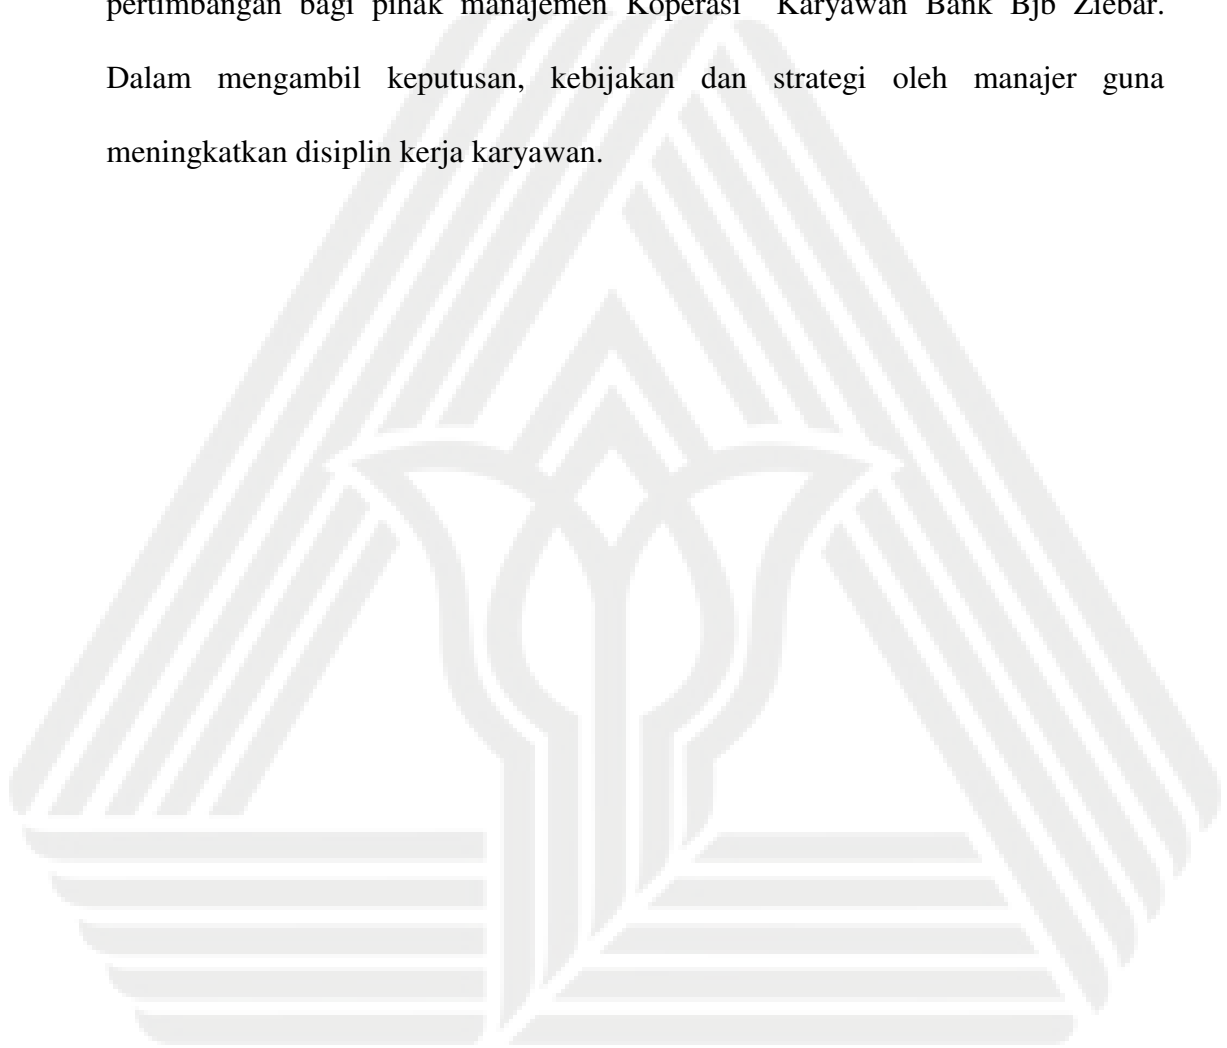 pertimbangan bagi pihak manajemen Koperasi Karyawan Bank Bjb Ziebar.
Dalam mengambil keputusan, kebijakan dan strategi oleh manajer guna
meningkatkan disiplin kerja karyawan.